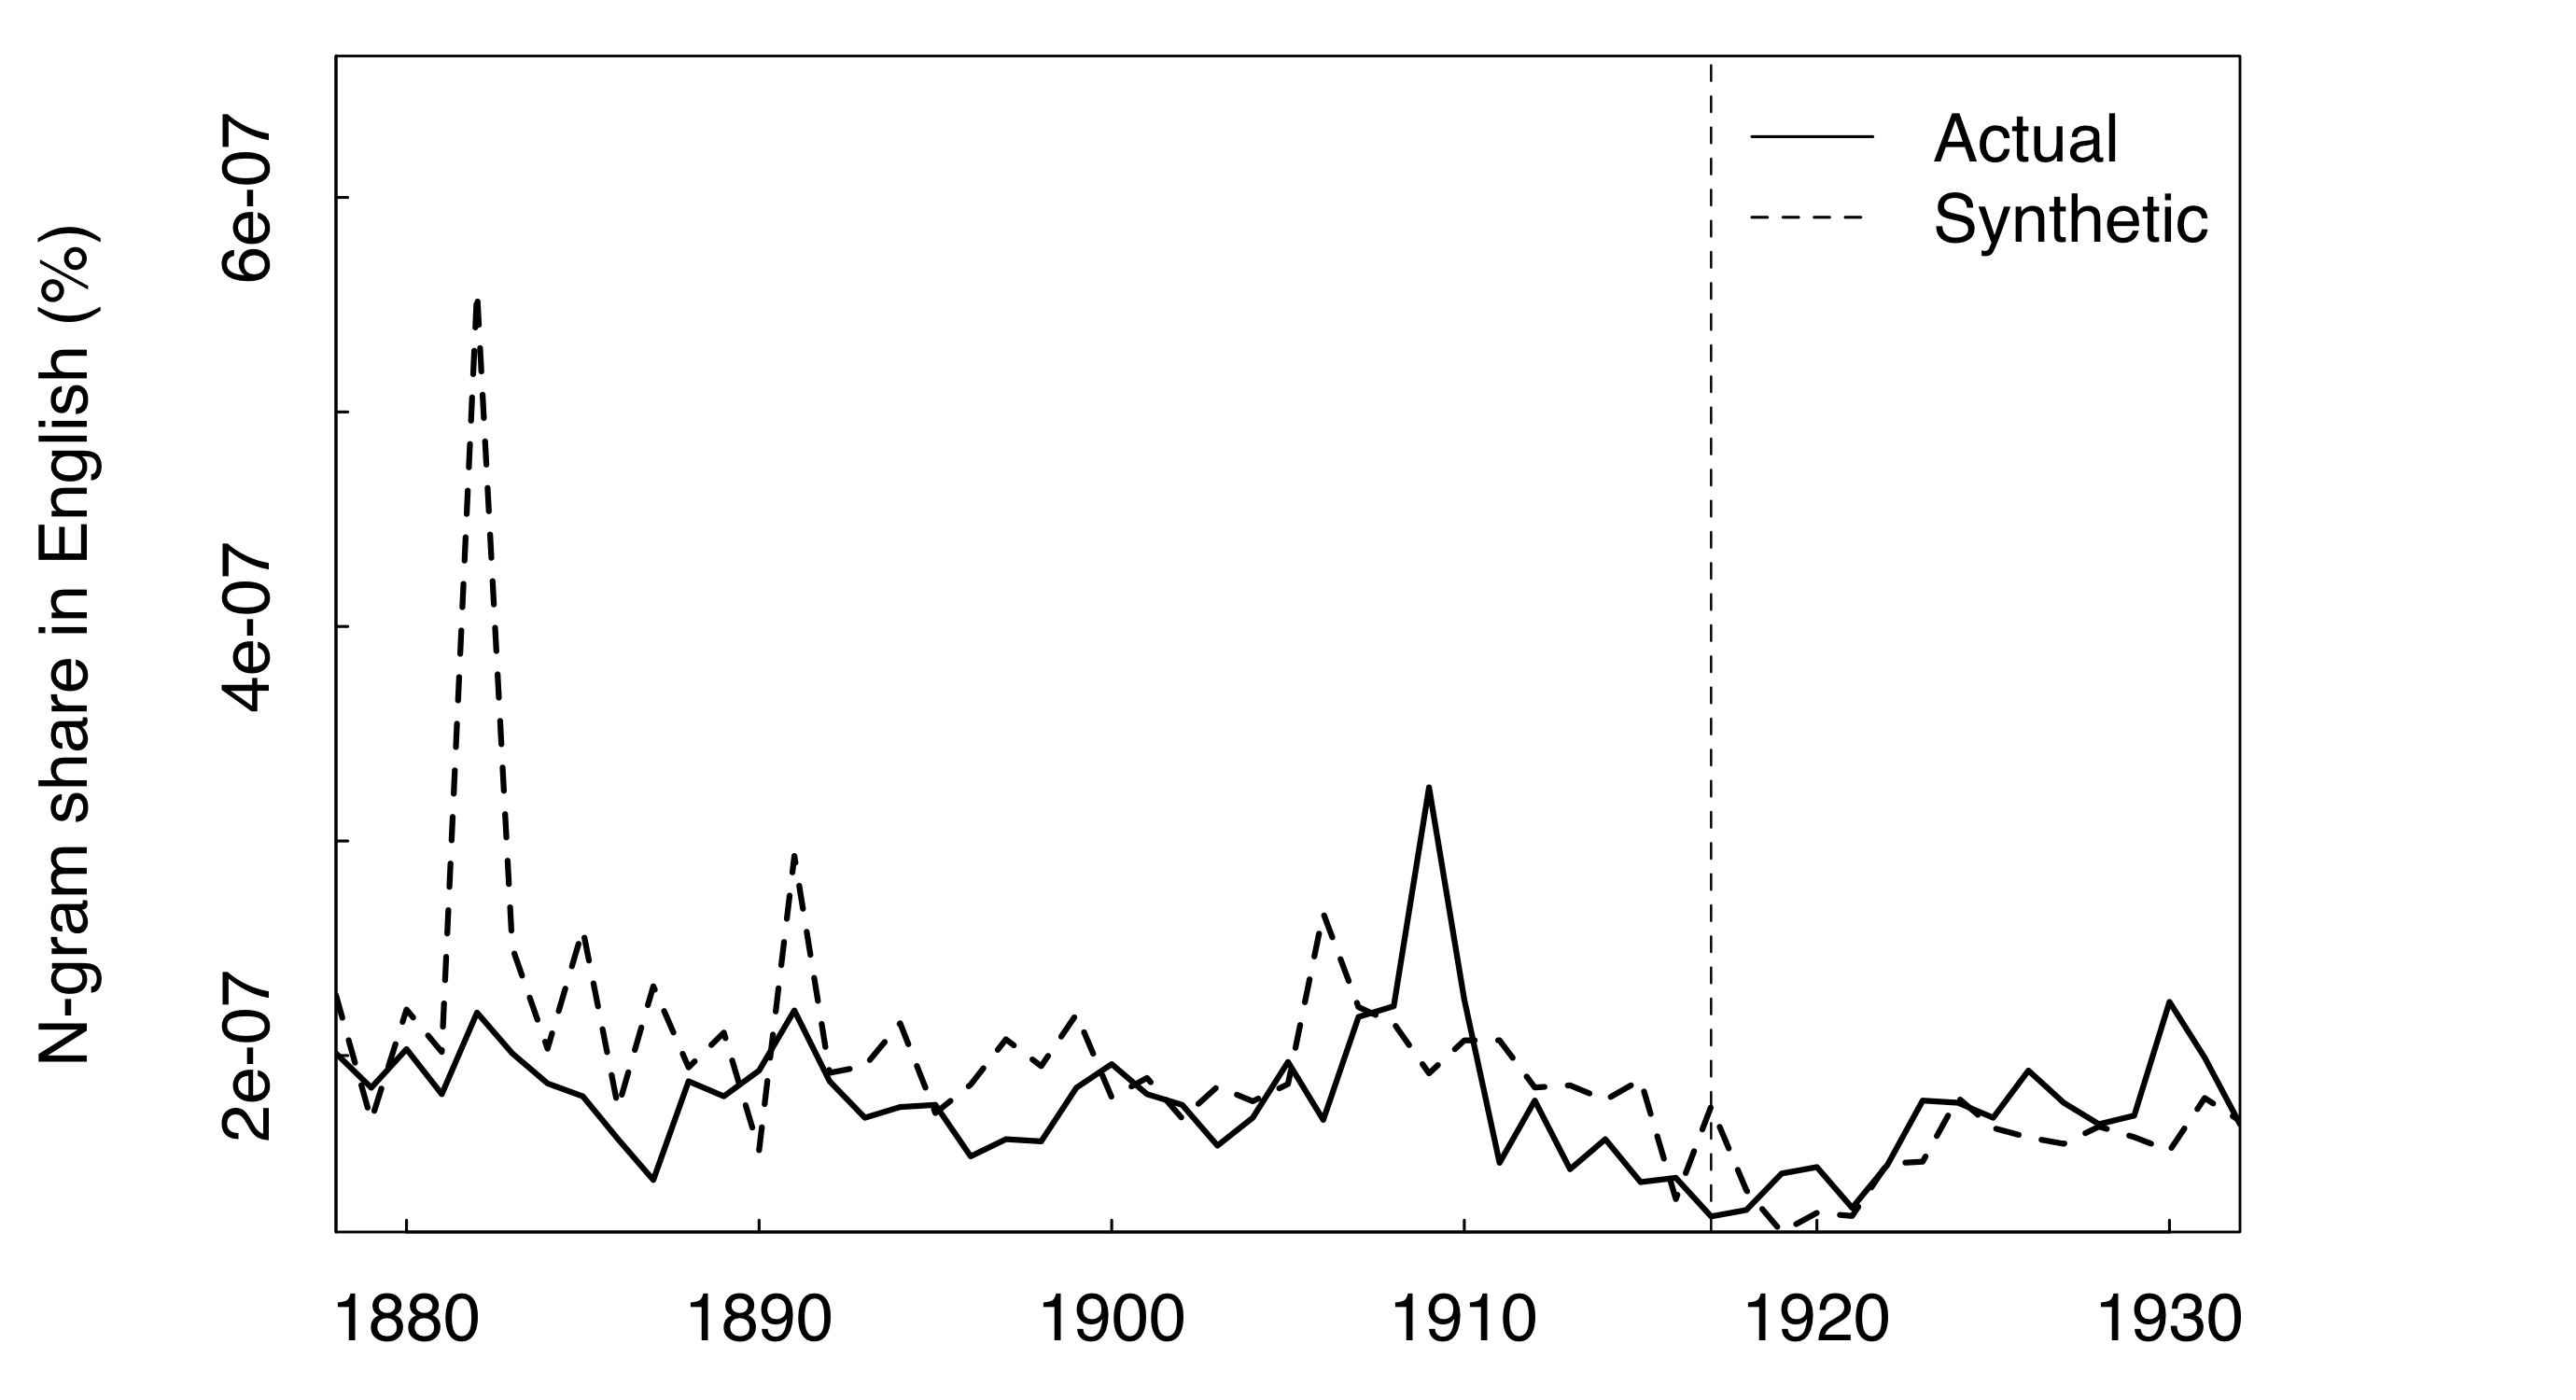 N-gram share in English (%)
6e-07
4e-07
2e-07
Actual
Synthetic
1880 1890 1900 1910 1920 1930